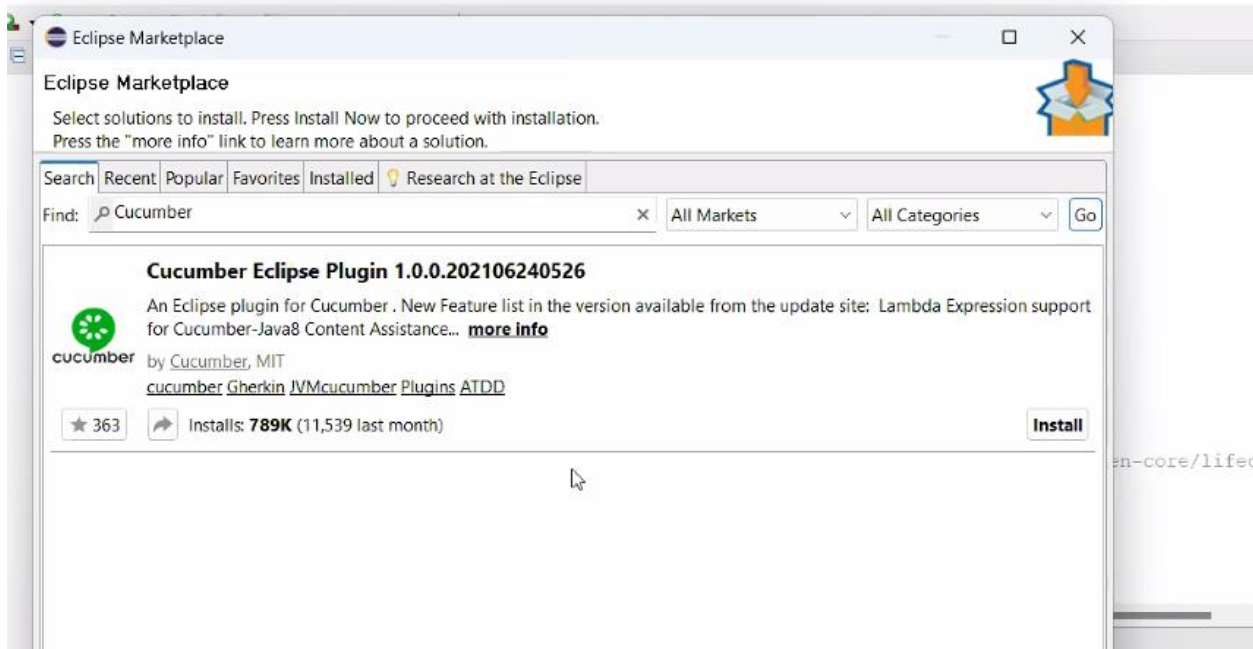 Eclipse Marketplace
Eclipse Marketplace
Select solutions to install. Press Install Now to proceed with installation.
Press the "more info" link to learn more about a solution.
Search Recent Popular Favorites Installed Research at the Eclipse
Find: Cucumber All Markets All Categories Go
Cucumber Eclipse Plugin 1.0.0.202106240526
An Eclipse plugin for Cucumber . New Feature list in the version available from the update site: Lambda Expression support
for Cucumber-Java8 Content Assistance... more info
cucumber
by Cucumber, MIT
cucumber Gherkin JVMcucumber Plugins ATDD
363 Installs: 789K (11,539 last month) Install
en-core/lifec